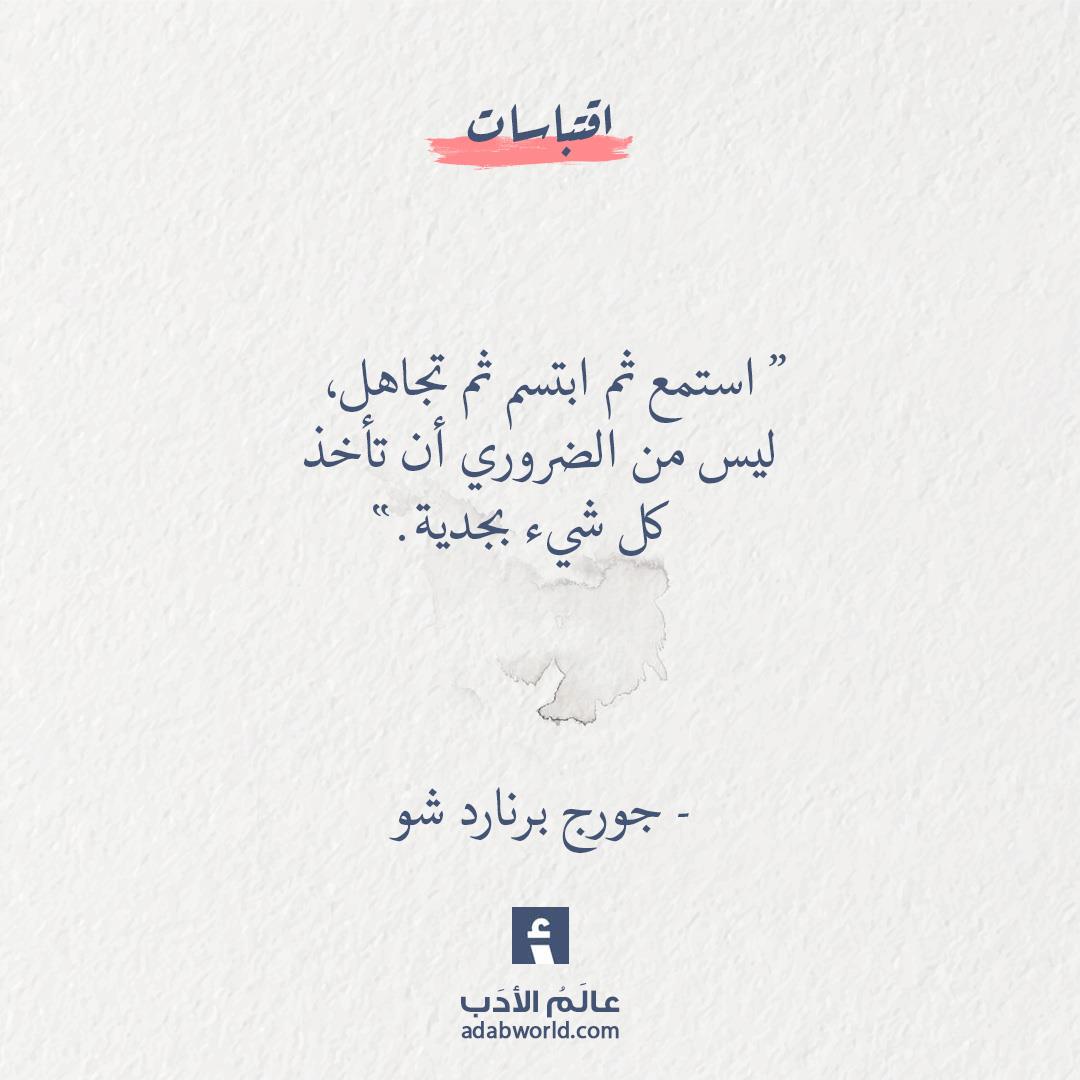 اقتباسات
” استمع ثم ابتسم ثم تجاهل،
ليس من الضروري أن تأخذ
كل شيء بجدية. “
- جورج برنارد شو
أ
عالَمُ الأدَب
adabworld.com